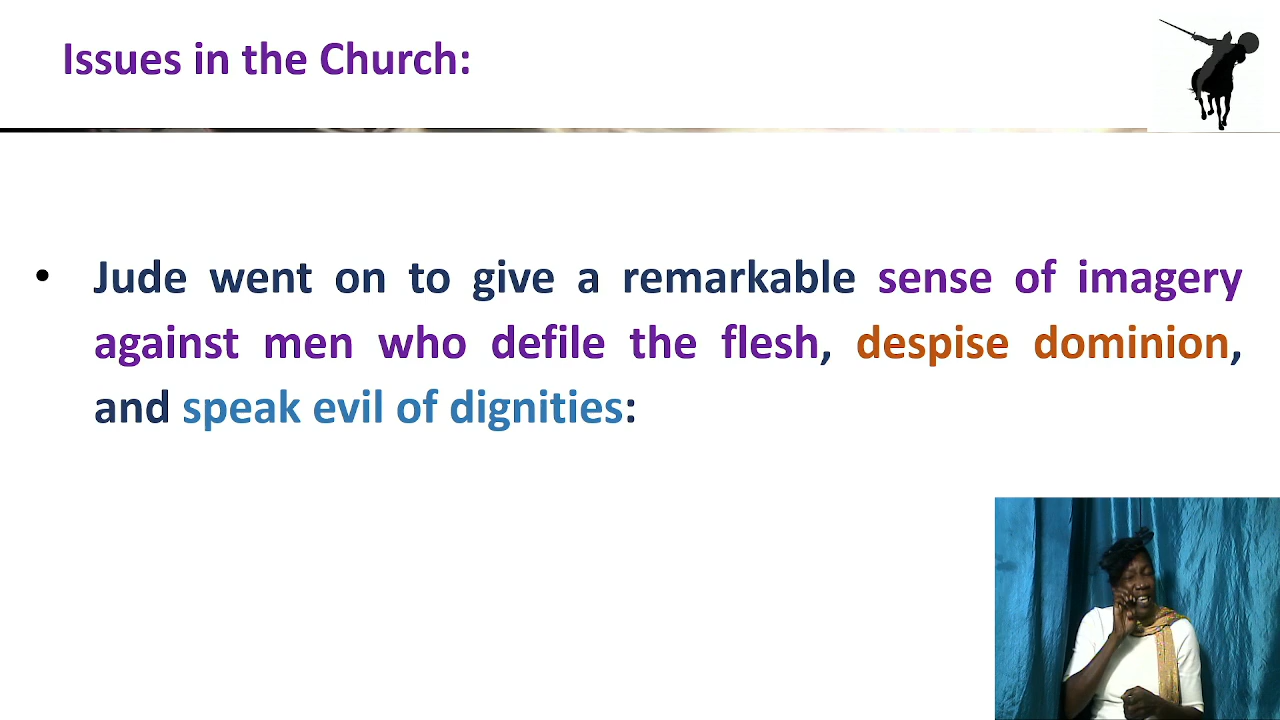 Issues in the Church:
• Jude went on to give a remarkable sense of imagery
against men who defile the flesh, despise dominion,
and speak evil of dignities: